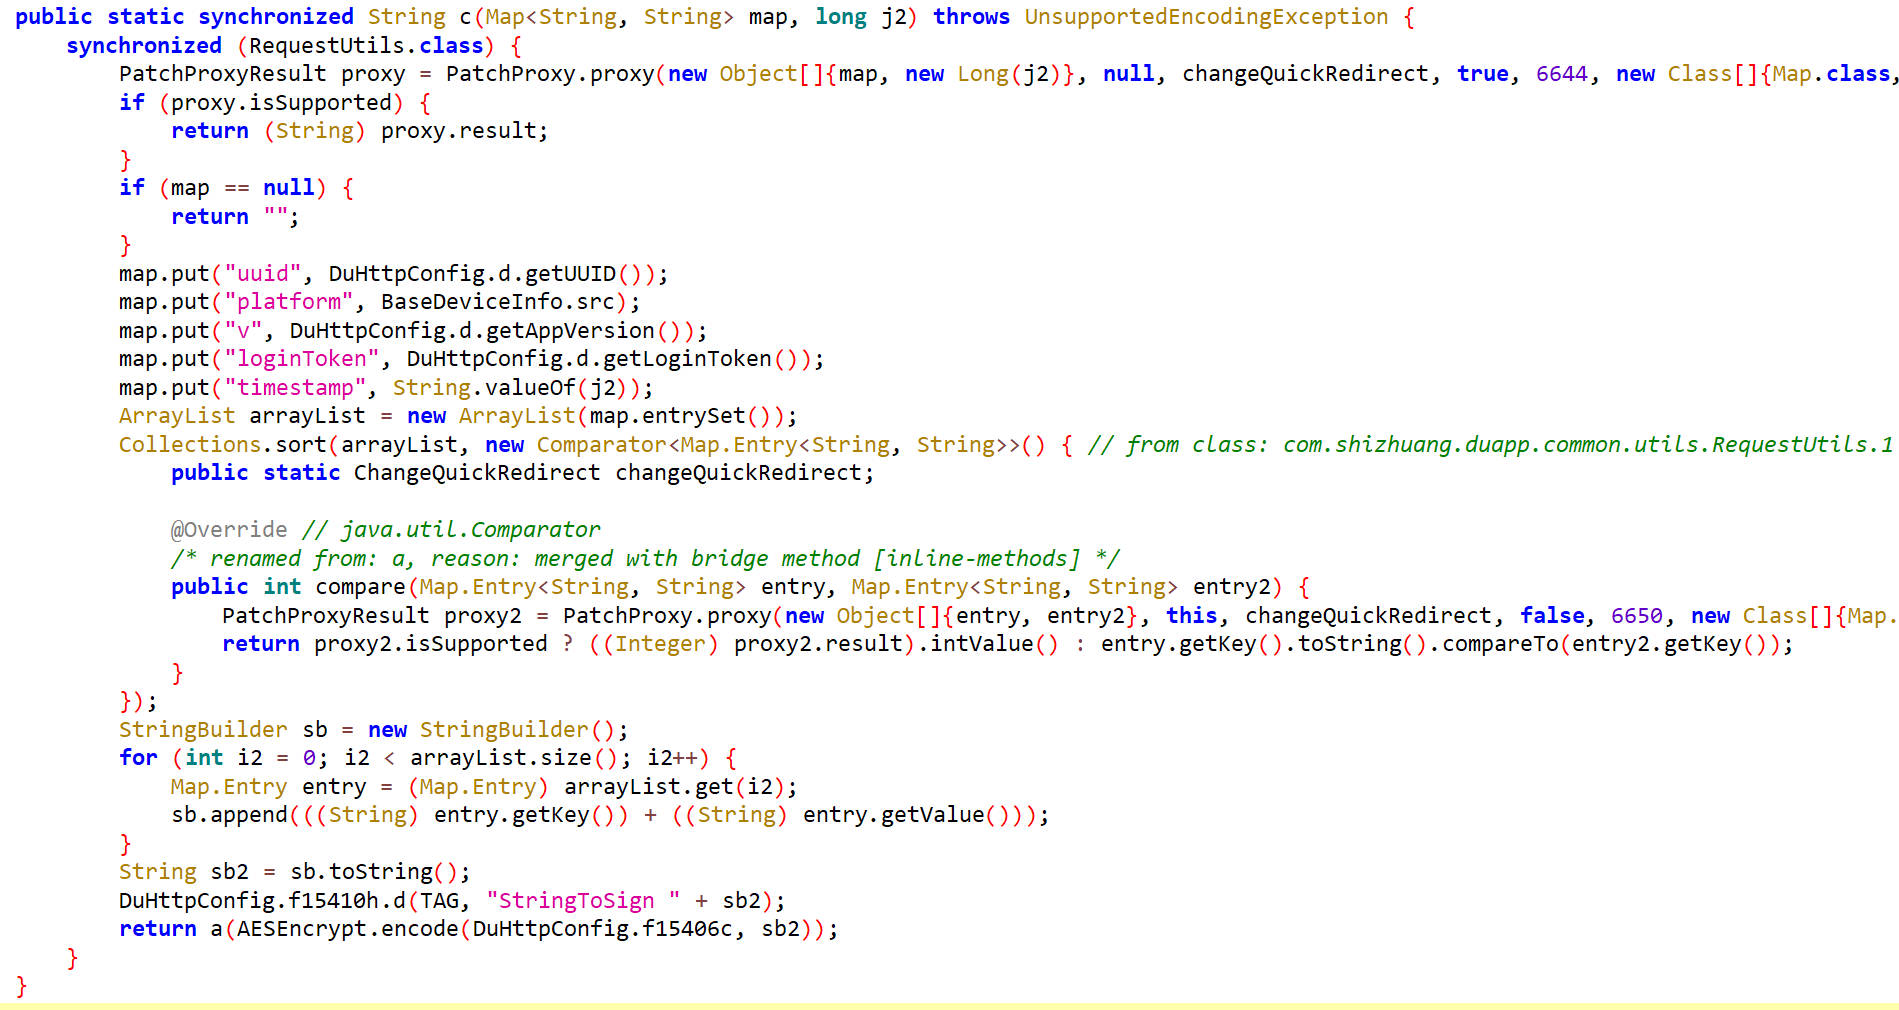 public static synchronized String c(Map<String, String> map, long j2) throws UnsupportedEncodingException {
    synchronized (RequestUtils.class) {
        PatchProxyResult proxy = PatchProxy.proxy(new Object[]{map, new Long(j2)}, null, changeQuickRedirect, true, 6644, new Class[]{Map.class,
        if (proxy.isSupported) {
            return (String) proxy.result;
        }
        if (map == null) {
            return "";
        }
        map.put("uuid", DuHttpConfig.d.getUUID());
        map.put("platform", BaseDeviceInfo.src);
        map.put("v", DuHttpConfig.d.getAppVersion());
        map.put("loginToken", DuHttpConfig.d.getLoginToken());
        map.put("timestamp", String.valueOf(j2));
        ArrayList arrayList = new ArrayList(map.entrySet());
        Collections.sort(arrayList, new Comparator<Map.Entry<String, String>>() { // from class: com.shizhuang.duapp.common.utils.RequestUtils.1
            public static ChangeQuickRedirect changeQuickRedirect;

            @Override // java.util.Comparator
            /* renamed from: a, reason: merged with bridge method [inline-methods] */
            public int compare(Map.Entry<String, String> entry, Map.Entry<String, String> entry2) {
                PatchProxyResult proxy2 = PatchProxy.proxy(new Object[]{entry, entry2}, this, changeQuickRedirect, false, 6650, new Class[]{Map.
                return proxy2.isSupported ? ((Integer) proxy2.result).intValue() : entry.getKey().toString().compareTo(entry2.getKey());
            }
        });
        StringBuilder sb = new StringBuilder();
        for (int i2 = 0; i2 < arrayList.size(); i2++) {
            Map.Entry entry = (Map.Entry) arrayList.get(i2);
            sb.append(((String) entry.getKey()) + ((String) entry.getValue()));
        }
        String sb2 = sb.toString();
        DuHttpConfig.f15410h.d(TAG, "StringToSign " + sb2);
        return a(AESEncrypt.encode(DuHttpConfig.f15406c, sb2));
    }
}